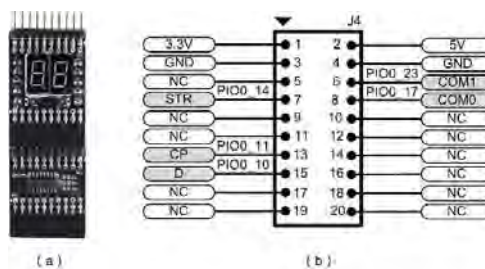 J4
3.3V 1 2 5V
GND 3 4 GND
NC 5 PIO0_23 6 COM1
STR PIO0_14 7 PIO0_17 8 COM0
NC 9 10 NC
NC 11 12 NC
CP PIO0_11 13 14 NC
D PIO0_10 15 16 NC
NC 17 18 NC
NC 19 20 NC
(a) (b)